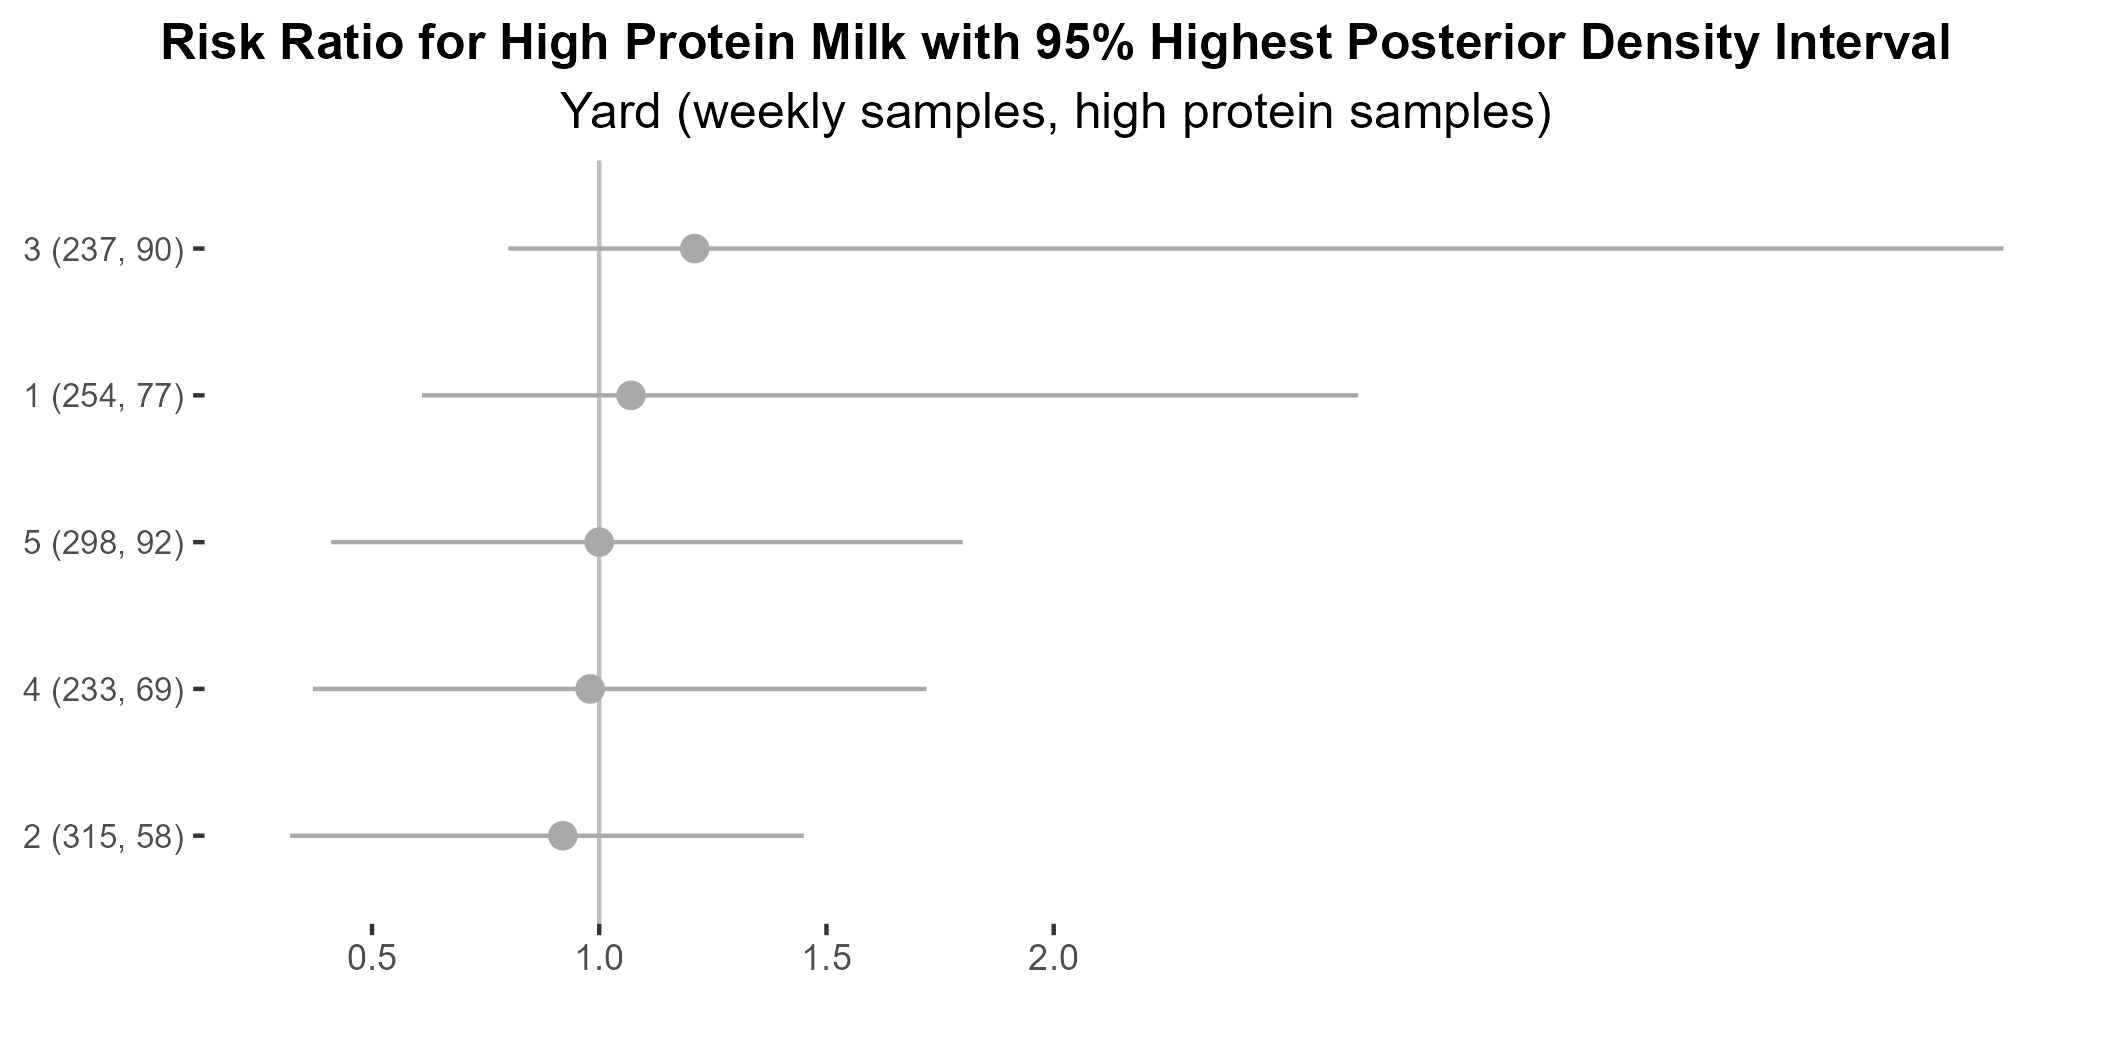 Risk Ratio for High Protein Milk with 95% Highest Posterior Density Interval
Yard (weekly samples, high protein samples)
3 (237, 90)
1 (254, 77)
5 (298, 92)
4 (233, 69)
2 (315, 58)
0.5 1.0 1.5 2.0